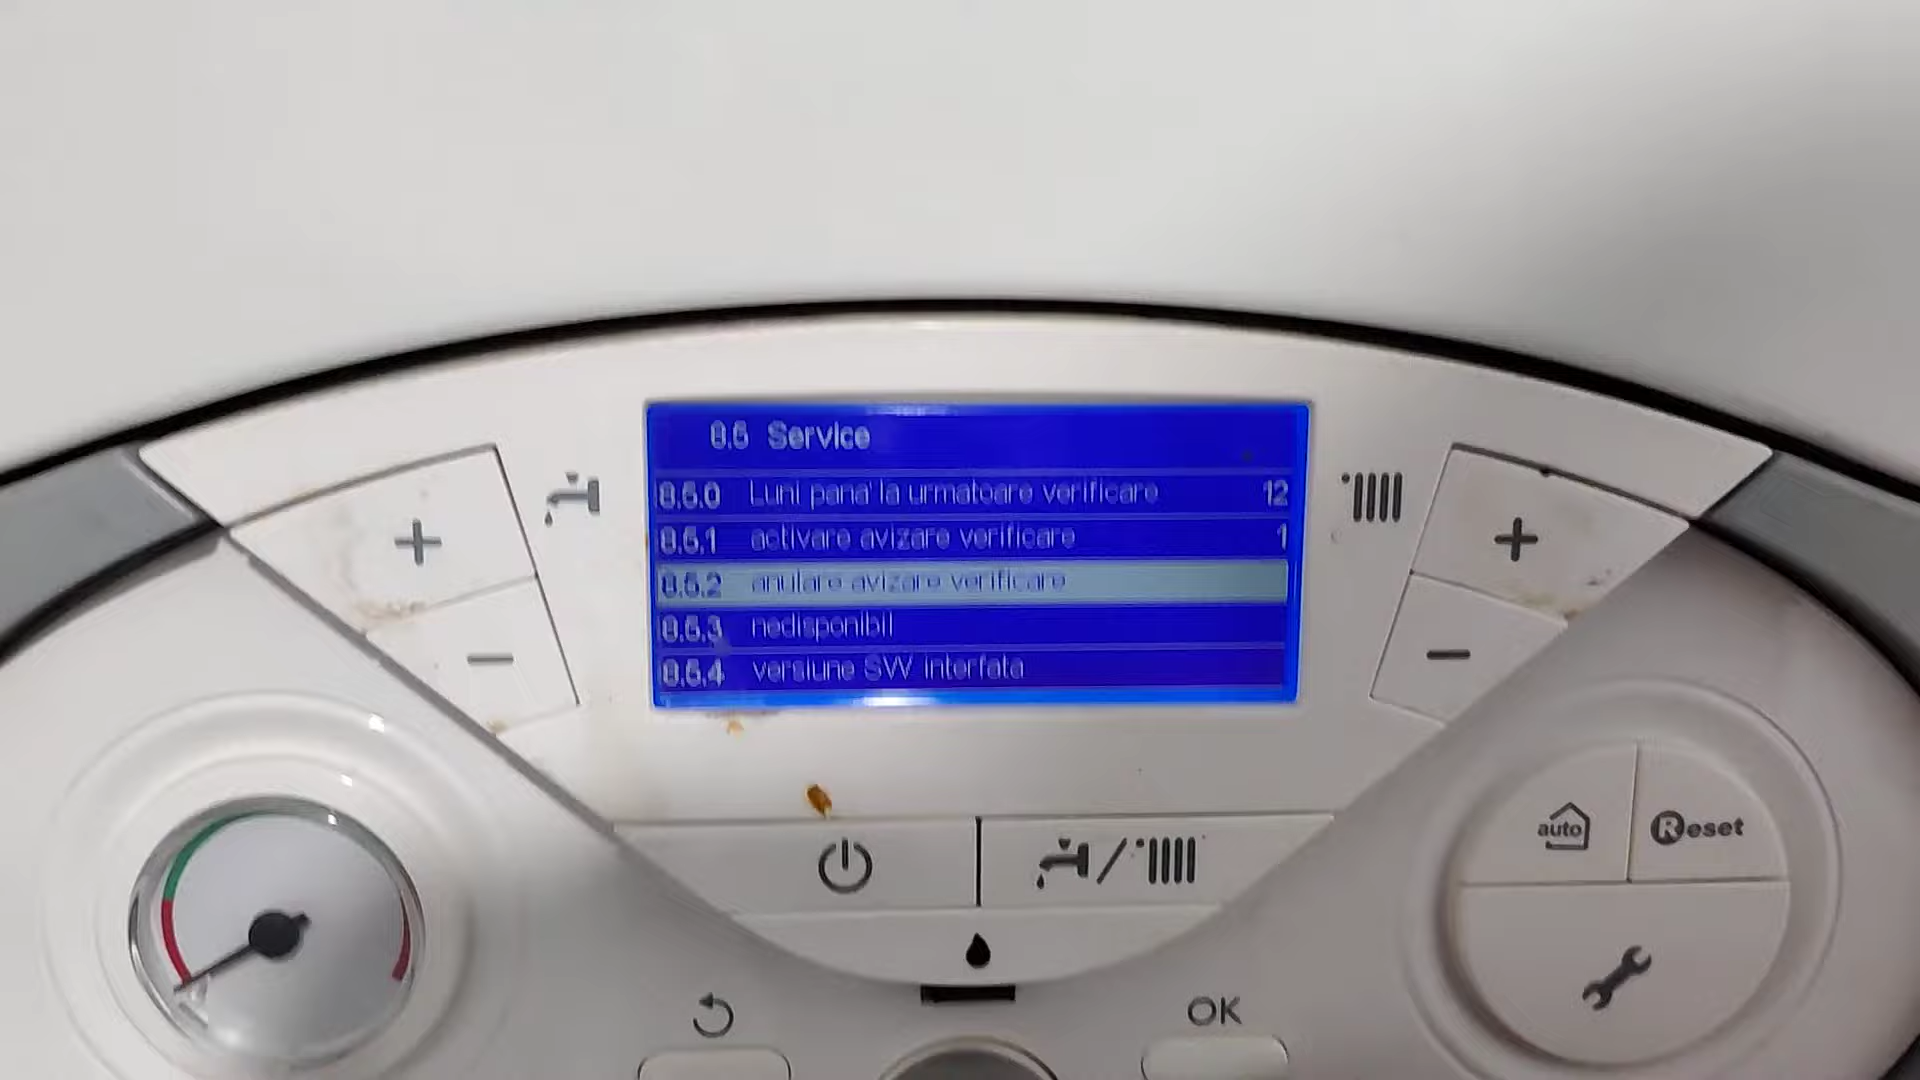 8.5 Service
8.5.0 Luni pana' la urmatoare verificare 12
8.5.1 activare avizare verificare 1
8.5.2 anulare avizare verificare
8.5.3 nedisponibil
8.5.4 versiune SW interfata
auto
Reset
OK